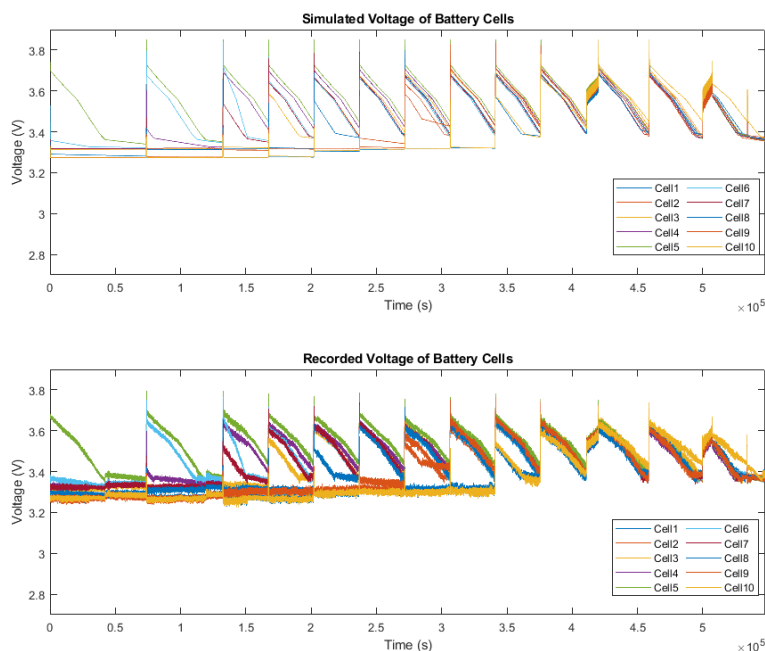 Simulated Voltage of Battery Cells
3.8
3.6
3.4
3.2
3
2.8
Voltage (V)
Cell1 Cell6
Cell2 Cell7
Cell3 Cell8
Cell4 Cell9
Cell5 Cell10
0 0.5 1 1.5 2 2.5 3 3.5 4 4.5 5
Time (s)
×10⁵
Recorded Voltage of Battery Cells
3.8
3.6
3.4
3.2
3
2.8
Voltage (V)
Cell1 Cell6
Cell2 Cell7
Cell3 Cell8
Cell4 Cell9
Cell5 Cell10
0 0.5 1 1.5 2 2.5 3 3.5 4 4.5 5
Time (s)
×10⁵